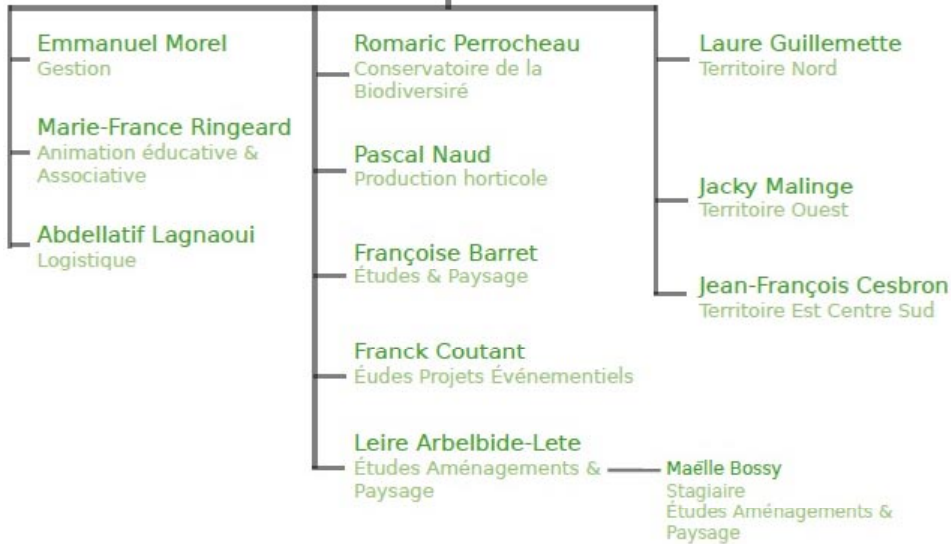 Emmanuel Morel
Gestion
Marie-France Ringeard
Animation éducative &
Associative
Abdellatif Lagnaoui
Logistique
Romaric Perrocheau
Conservatoire de la
Biodiversiré
Pascal Naud
Production horticole
Françoise Barret
Études & Paysage
Franck Coutant
Éudes Projets Événementiels
Leire Arbelbide-Lete
Études Aménagements &
Paysage
Maëlle Bossy
Stagiaire
Études Aménagements &
Paysage
Laure Guillemette
Territoire Nord
Jacky Malinge
Territoire Ouest
Jean-François Cesbron
Territoire Est Centre Sud